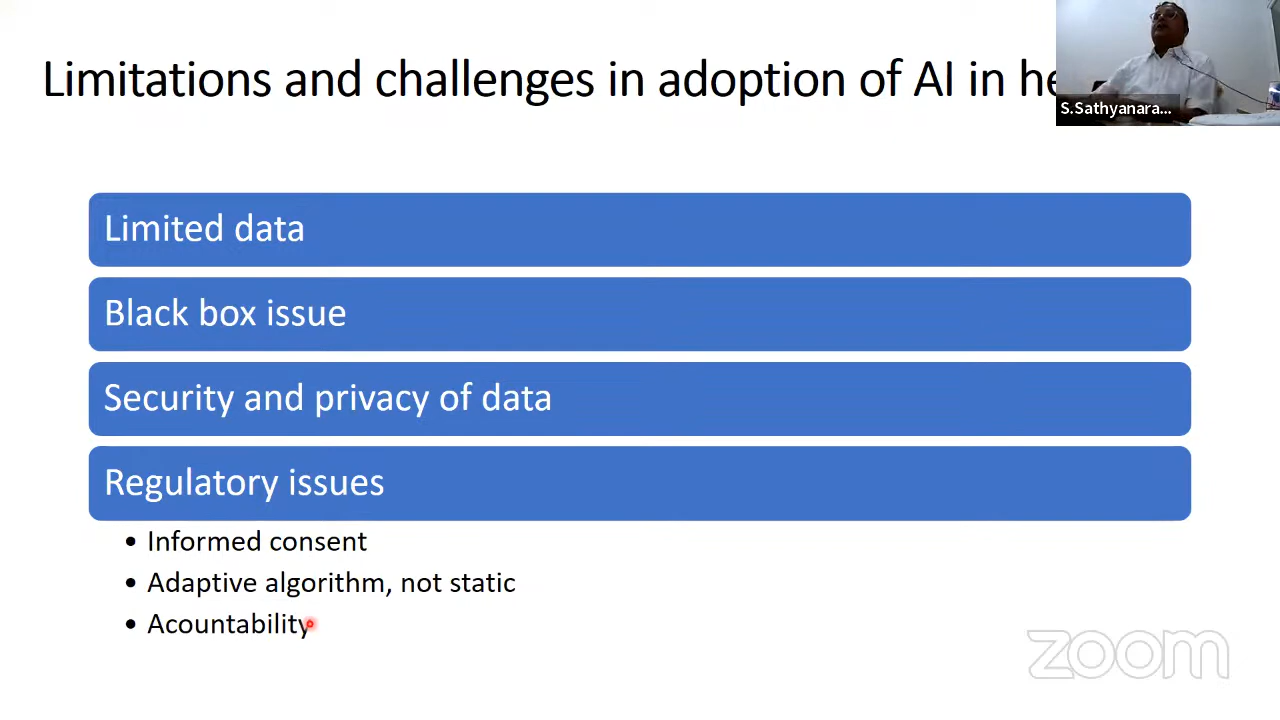 Limitations and challenges in adoption of AI in he
S.Sathyanara...
Limited data
Black box issue
Security and privacy of data
Regulatory issues
• Informed consent
• Adaptive algorithm, not static
• Acountability
zoom